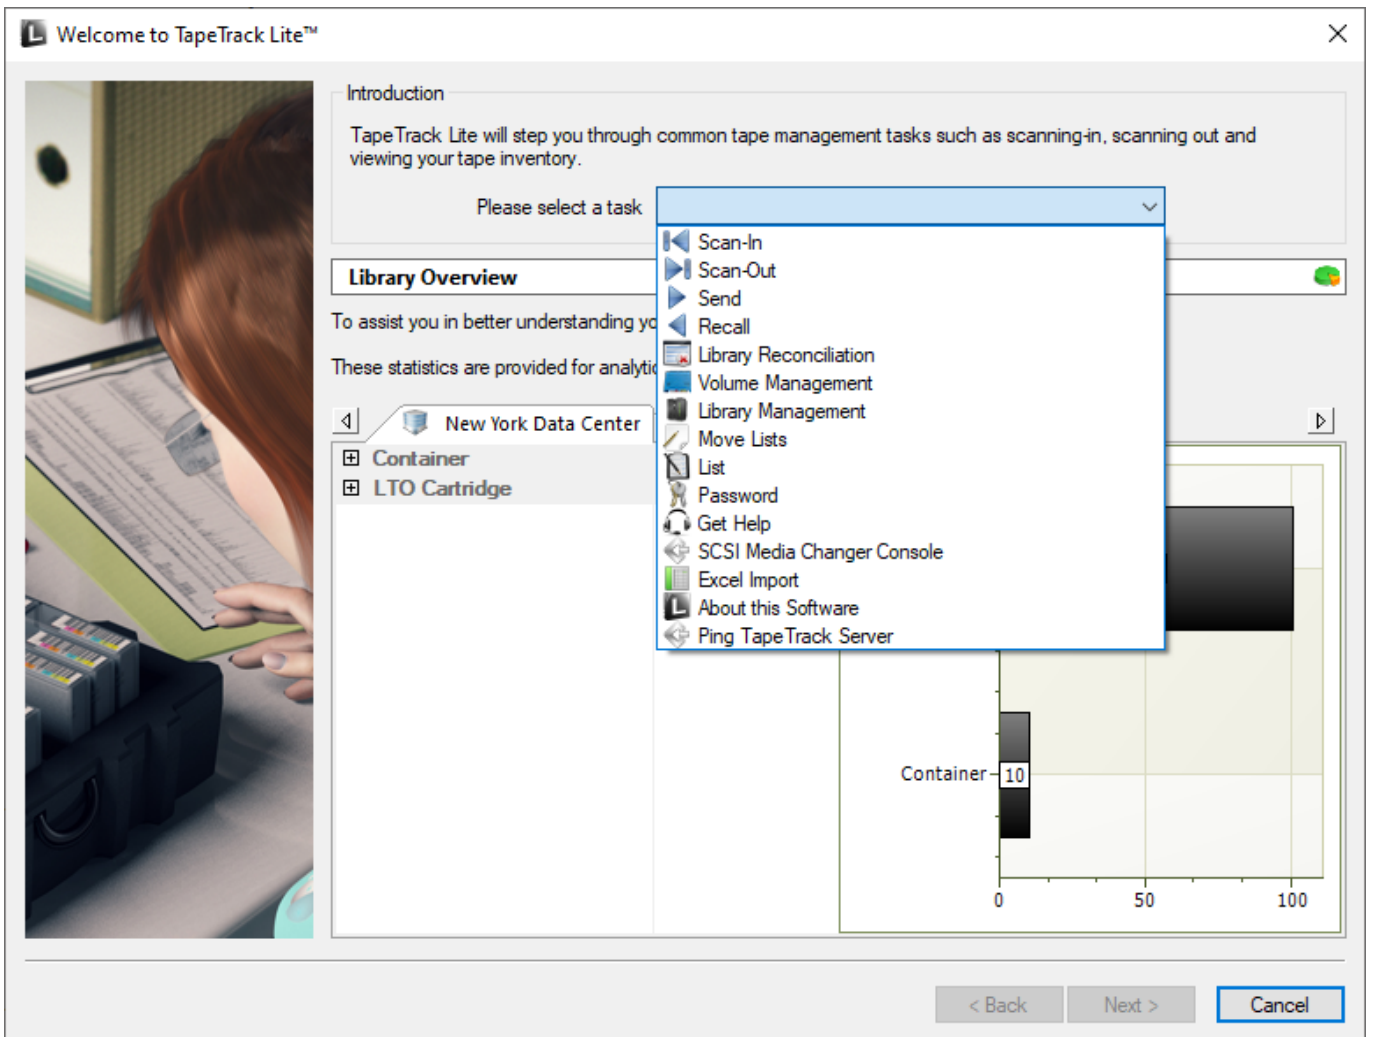 Welcome to TapeTrack Lite™
Introduction
TapeTrack Lite will step you through common tape management tasks such as scanning-in, scanning out and
viewing your tape inventory.
Please select a task
Scan-In
Scan-Out
Send
Recall
Library Reconciliation
Volume Management
Library Management
Move Lists
List
Password
Get Help
SCSI Media Changer Console
Excel Import
About this Software
Ping TapeTrack Server
Library Overview
To assist you in better understanding
These statistics are provided for
New York Data Center
Container
LTO Cartridge
Container
10
0 50 100
< Back Next > Cancel